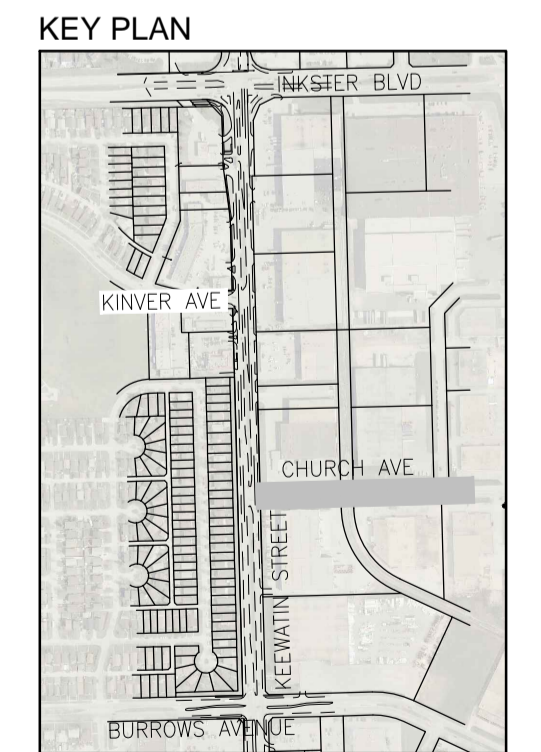 KEY PLAN
INKSTER BLVD
KINVER AVE
CHURCH AVE
KEEWATIN STREET
BURROWS AVENUE